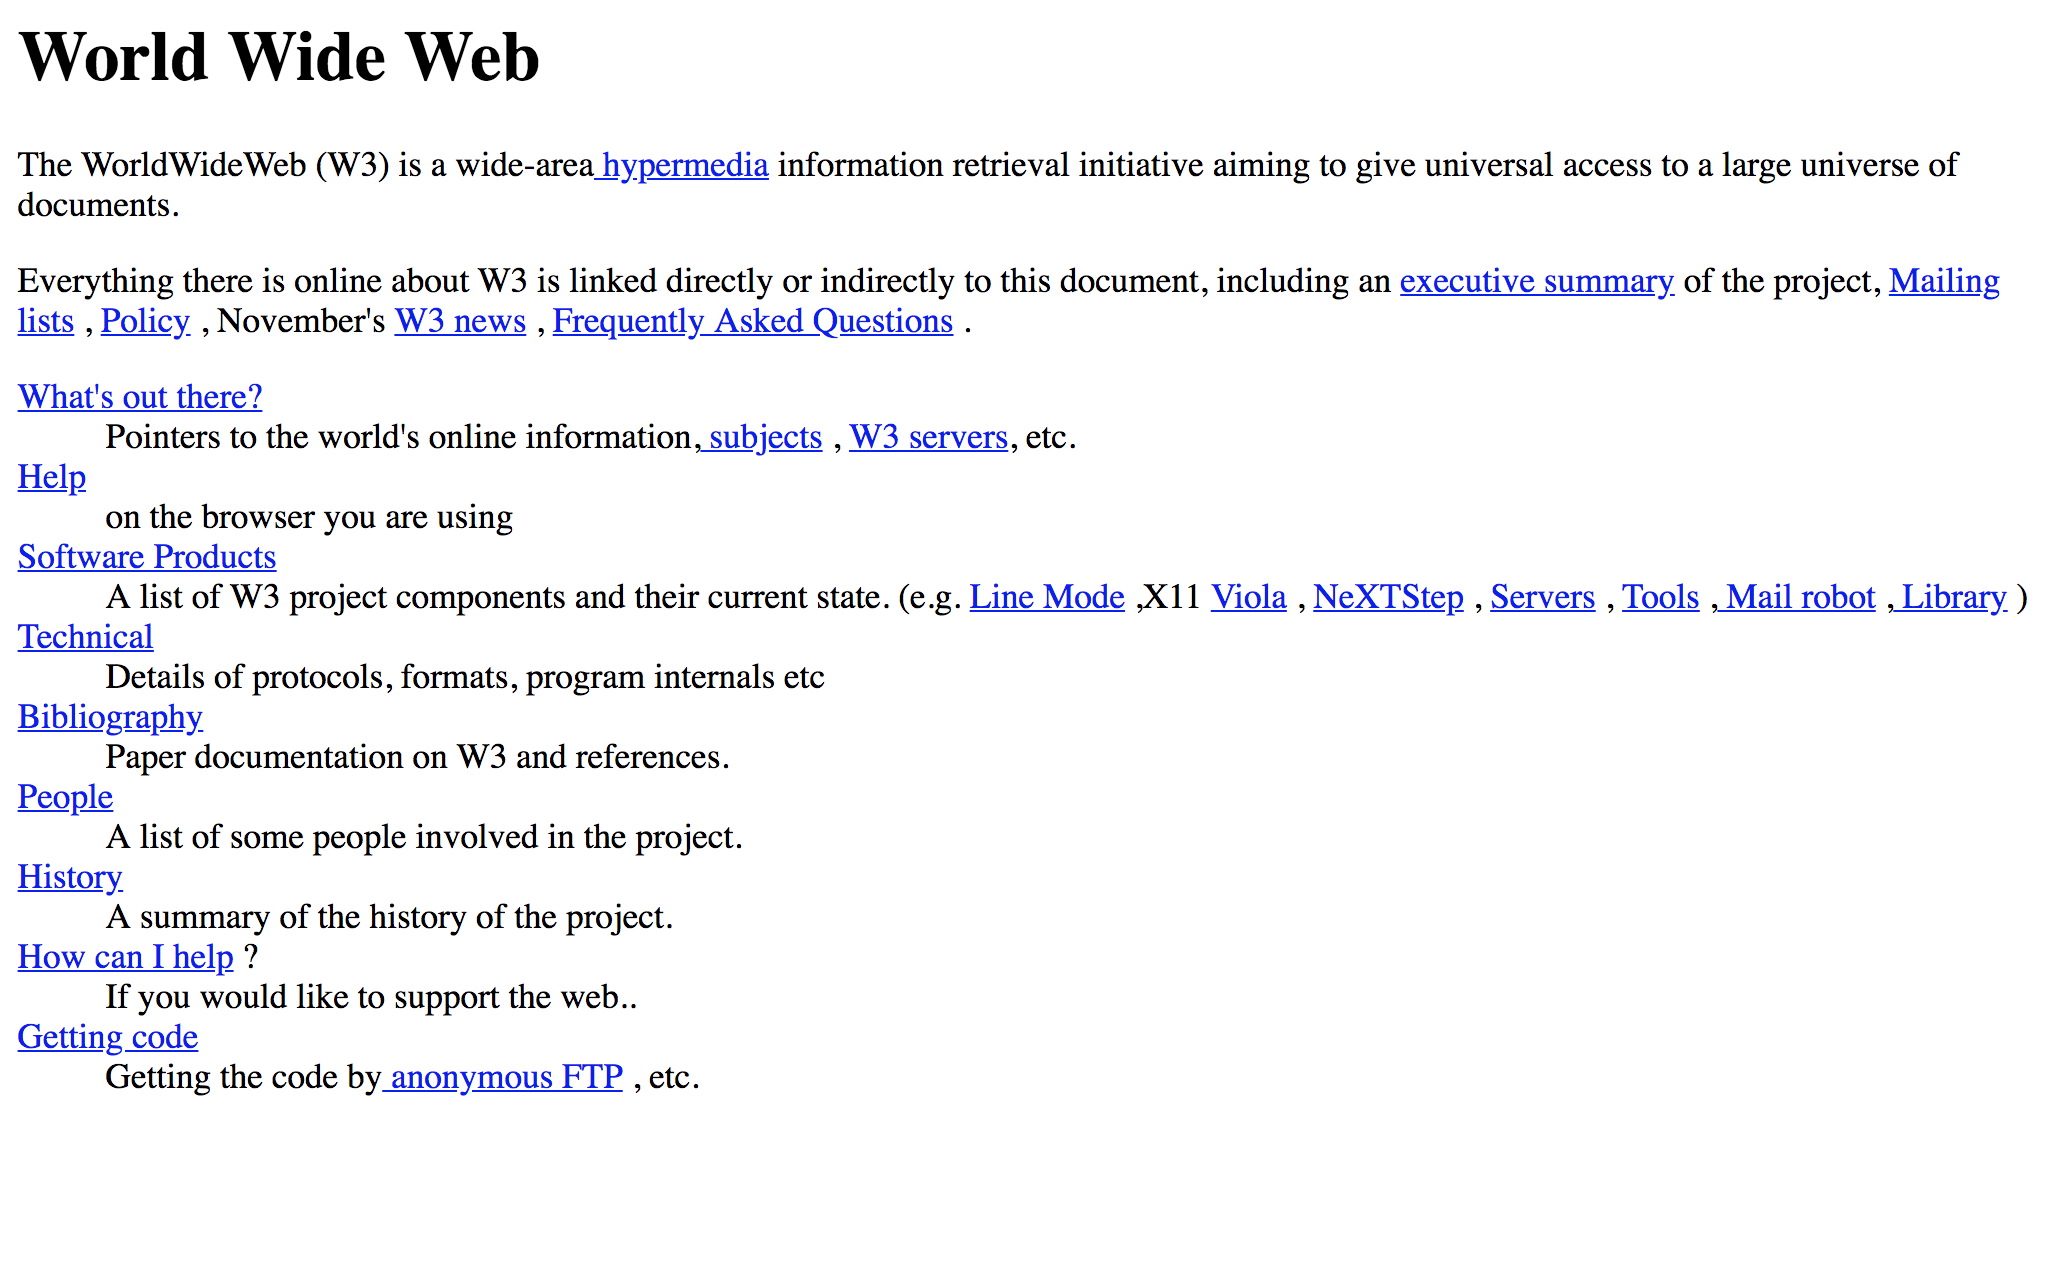 World Wide Web
The WorldWideWeb (W3) is a wide-area hypermedia information retrieval initiative aiming to give universal access to a large universe of
documents.
Everything there is online about W3 is linked directly or indirectly to this document, including an executive summary of the project, Mailing
lists , Policy , November's W3 news , Frequently Asked Questions .
What's out there?
Pointers to the world's online information, subjects , W3 servers, etc.
Help
on the browser you are using
Software Products
A list of W3 project components and their current state. (e.g. Line Mode ,X11 Viola , NeXTStep , Servers , Tools , Mail robot , Library )
Technical
Details of protocols, formats, program internals etc
Bibliography
Paper documentation on W3 and references.
People
A list of some people involved in the project.
History
A summary of the history of the project.
How can I help ?
If you would like to support the web..
Getting code
Getting the code by anonymous FTP , etc.